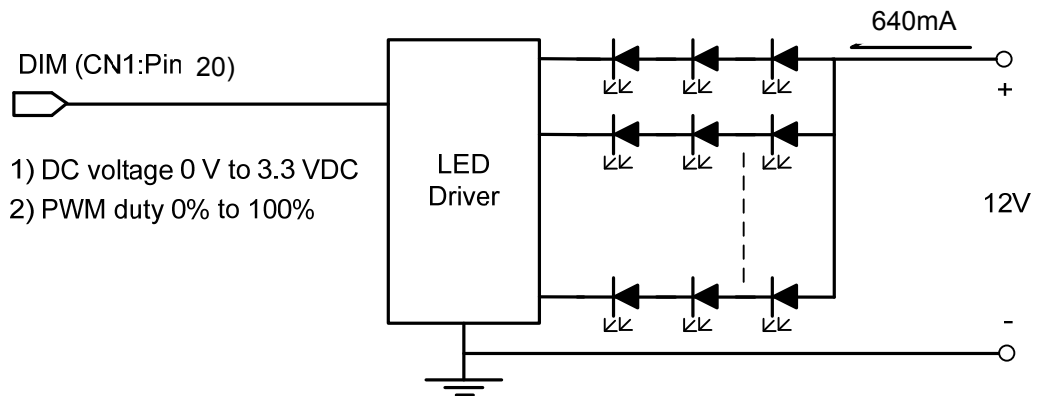 640mA
DIM (CN1:Pin 20)
+
1) DC voltage 0 V to 3.3 VDC
2) PWM duty 0% to 100%
LED
Driver
12V
-